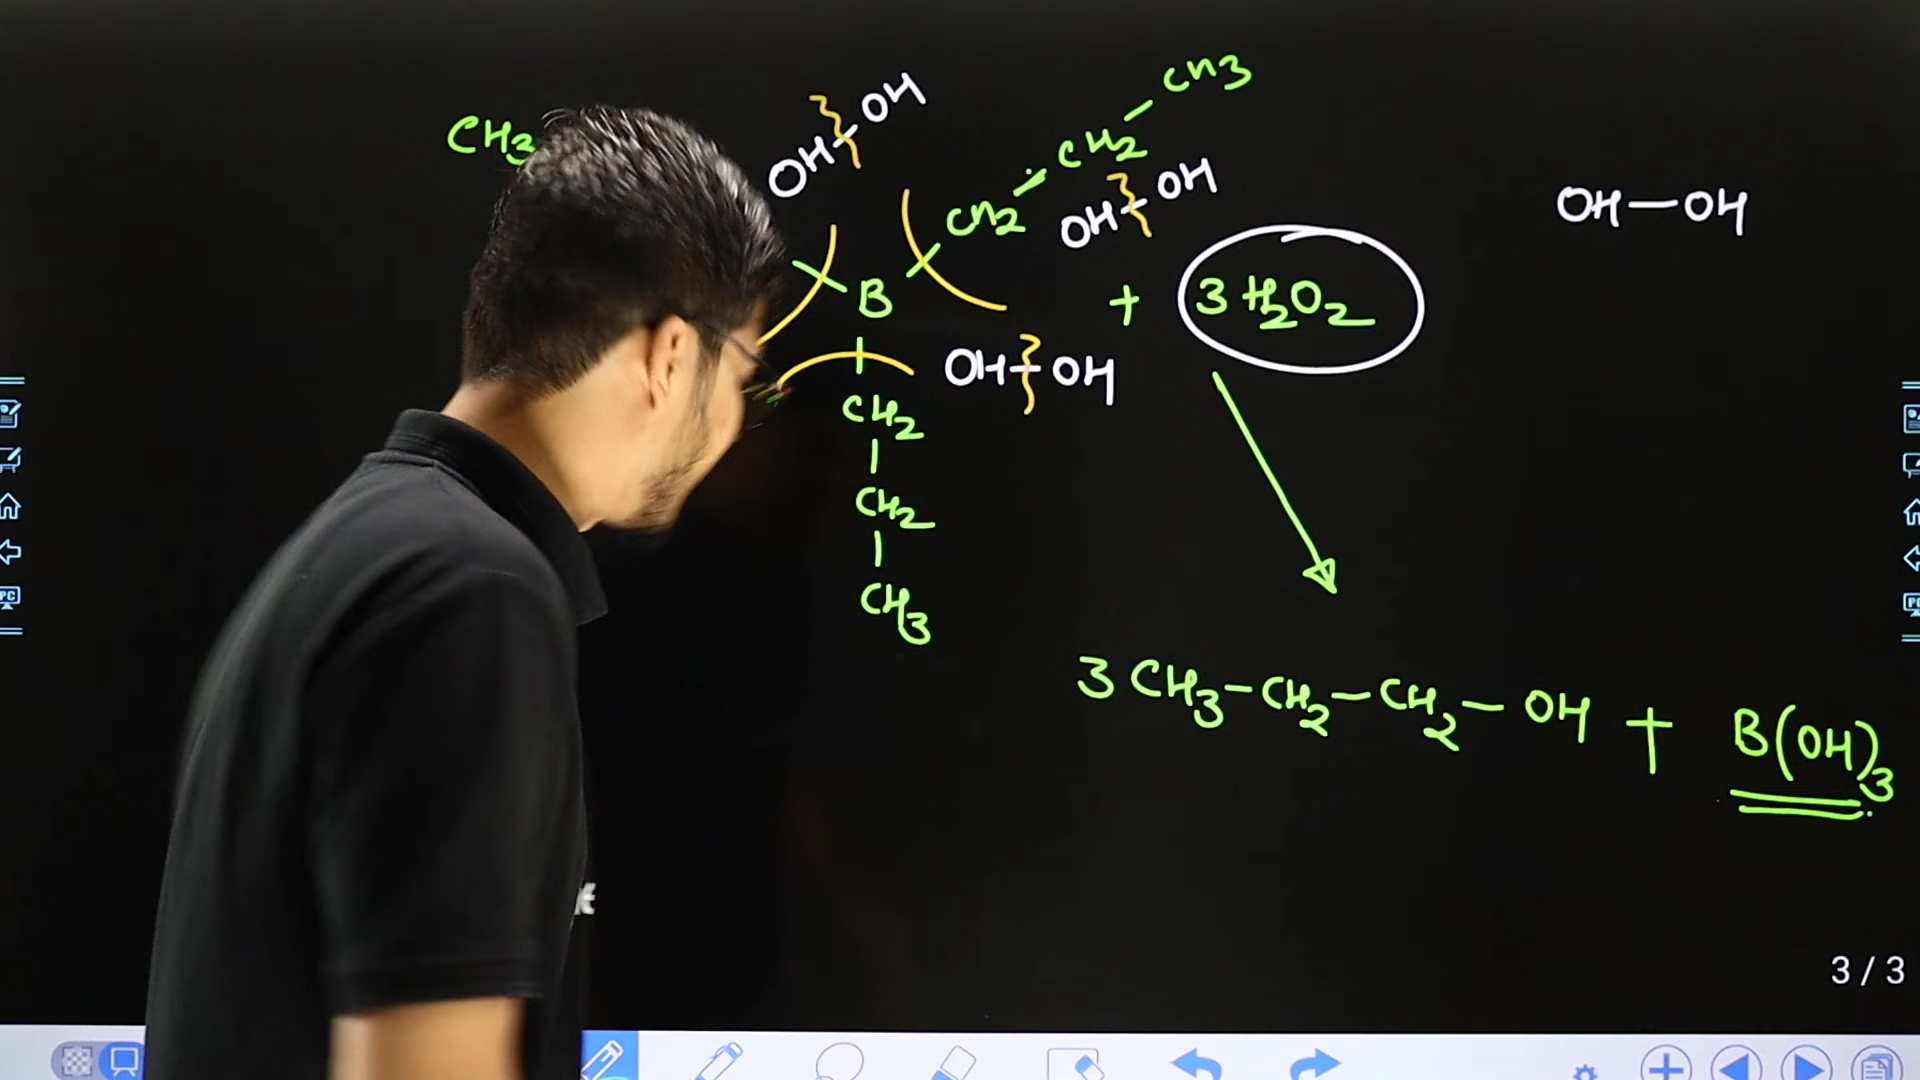 CH3
OH-OH
CH2-CH2-CH3
OH-OH
OH—OH
B
+ 3 H2O2
OH-OH
CH2
CH2
CH3
3 CH3-CH2-CH2-OH + B(OH)3
3 / 3
PC